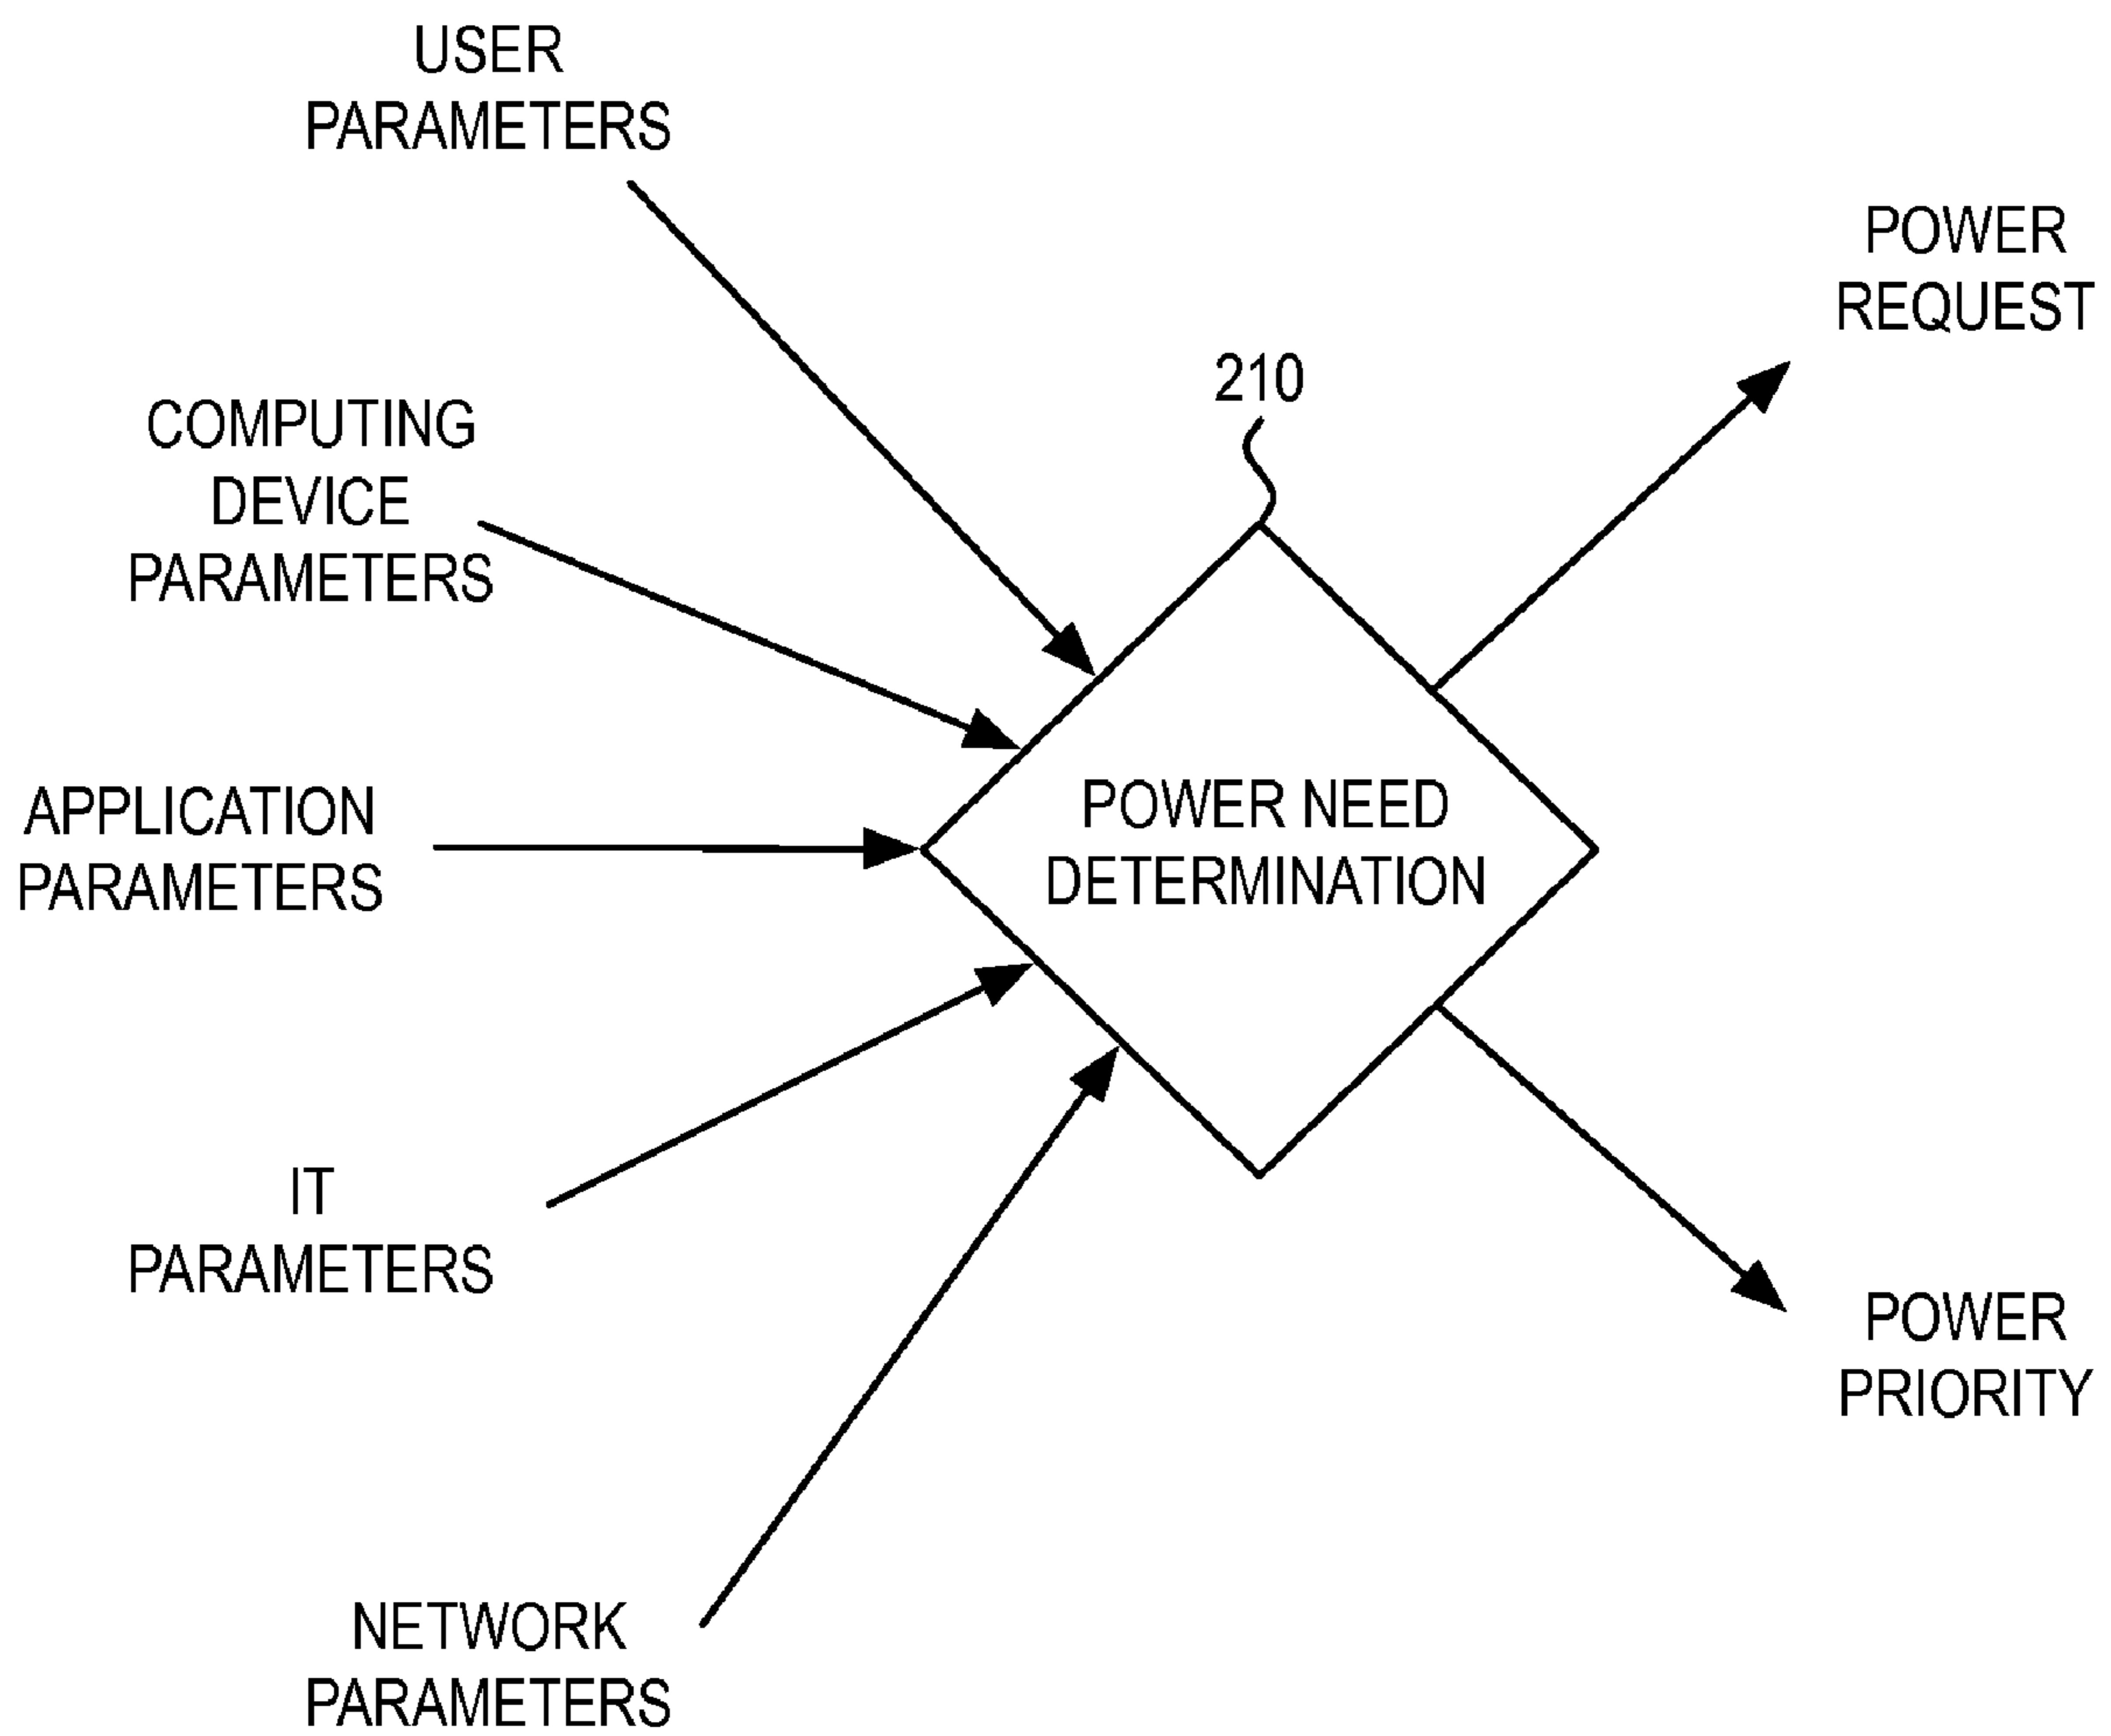 USER
PARAMETERS
POWER
REQUEST
210
COMPUTING
DEVICE
PARAMETERS
APPLICATION
PARAMETERS
POWER NEED
DETERMINATION
IT
PARAMETERS
POWER
PRIORITY
NETWORK
PARAMETERS